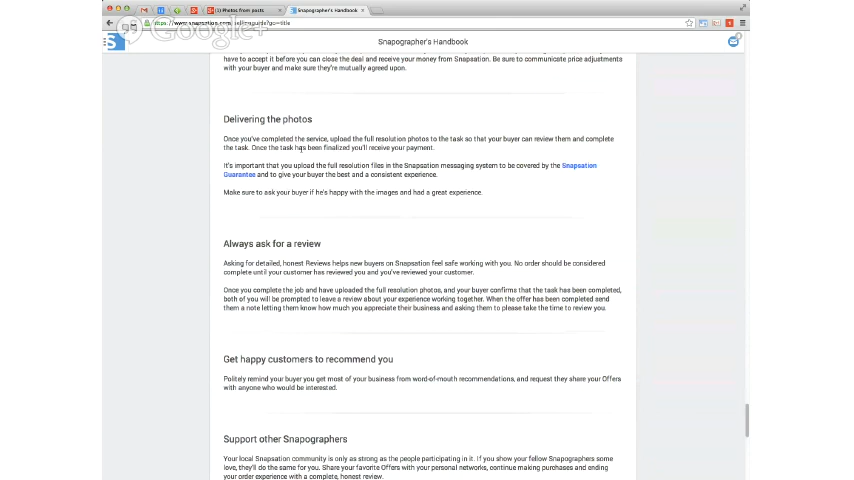 (1) Photos from posts
Snapographer's Handbook
Google+
Snapographer's Handbook
have to accept it before you can close the deal and receive your money from Snapsation. Be sure to communicate price adjustments
with your buyer and make sure they're mutually agreed upon.
Delivering the photos
Once you've completed the service, upload the full resolution photos to the task so that your buyer can review them and complete
the task. Once the task has been finalized you'll receive your payment.
It's important that you upload the full resolution files in the Snapsation messaging system to be covered by the Snapsation
Guarantee and to give your buyer the best and a consistent experience.
Make sure to ask your buyer if he's happy with the images and had a great experience.
Always ask for a review
Asking for detailed, honest Reviews helps new buyers on Snapsation feel safe working with you. No order should be considered
complete until your customer has reviewed you and you've reviewed your customer.
Once you complete the job and have uploaded the full resolution photos, and your buyer confirms that the task has been completed,
both of you will be prompted to leave a review about your experience working together. When the offer has been completed send
them a note letting them know how much you appreciate their business and asking them to please take the time to review you.
Get happy customers to recommend you
Politely remind your buyer you get most of your business from word-of-mouth recommendations, and request they share your Offers
with anyone who would be interested.
Support other Snapographers
Your local Snapsation community is only as strong as the people participating in it. If you show your fellow Snapographers some
love, they'll do the same for you. Share your favorite Offers with your personal networks, continue making purchases and ending
your order experience with a complete, honest review.